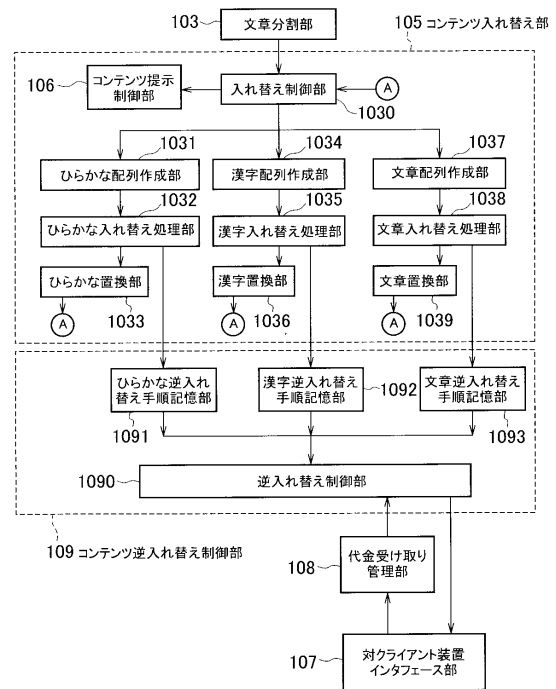 103 文章分割部
105 コンテンツ入れ替え部
106 コンテンツ提示
制御部
入れ替え制御部
A
1030
1031
1034
1037
ひらかな配列作成部
漢字配列作成部
文章配列作成部
1032
1035
1038
ひらかな入れ替え処理部
漢字入れ替え処理部
文章入れ替え処理部
ひらかな置換部
漢字置換部
文章置換部
A
1033
A
1036
A
1039
ひらかな逆入れ
替え手順記憶部
漢字逆入れ替え
手順記憶部
1092
文章逆入れ替え
手順記憶部
1091
1093
1090 逆入れ替え制御部
109 コンテンツ逆入れ替え制御部
108 代金受け取り
管理部
107 対クライアント装置
インタフェース部